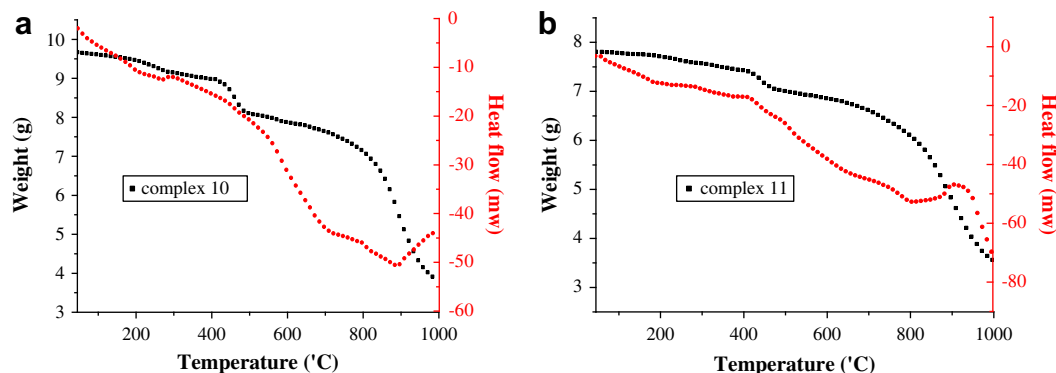 a
10
9
8
7
6
5
4
3
Weight (g)
complex 10
0
-10
-20
-30
-40
-50
-60
Heat flow (mw)
0 200 400 600 800 1000
Temperature ('C)
b
8
7
6
5
4
3
Weight (g)
complex 11
0
-20
-40
-60
-80
Heat flow (mw)
200 400 600 800 1000
Temperature ('C)